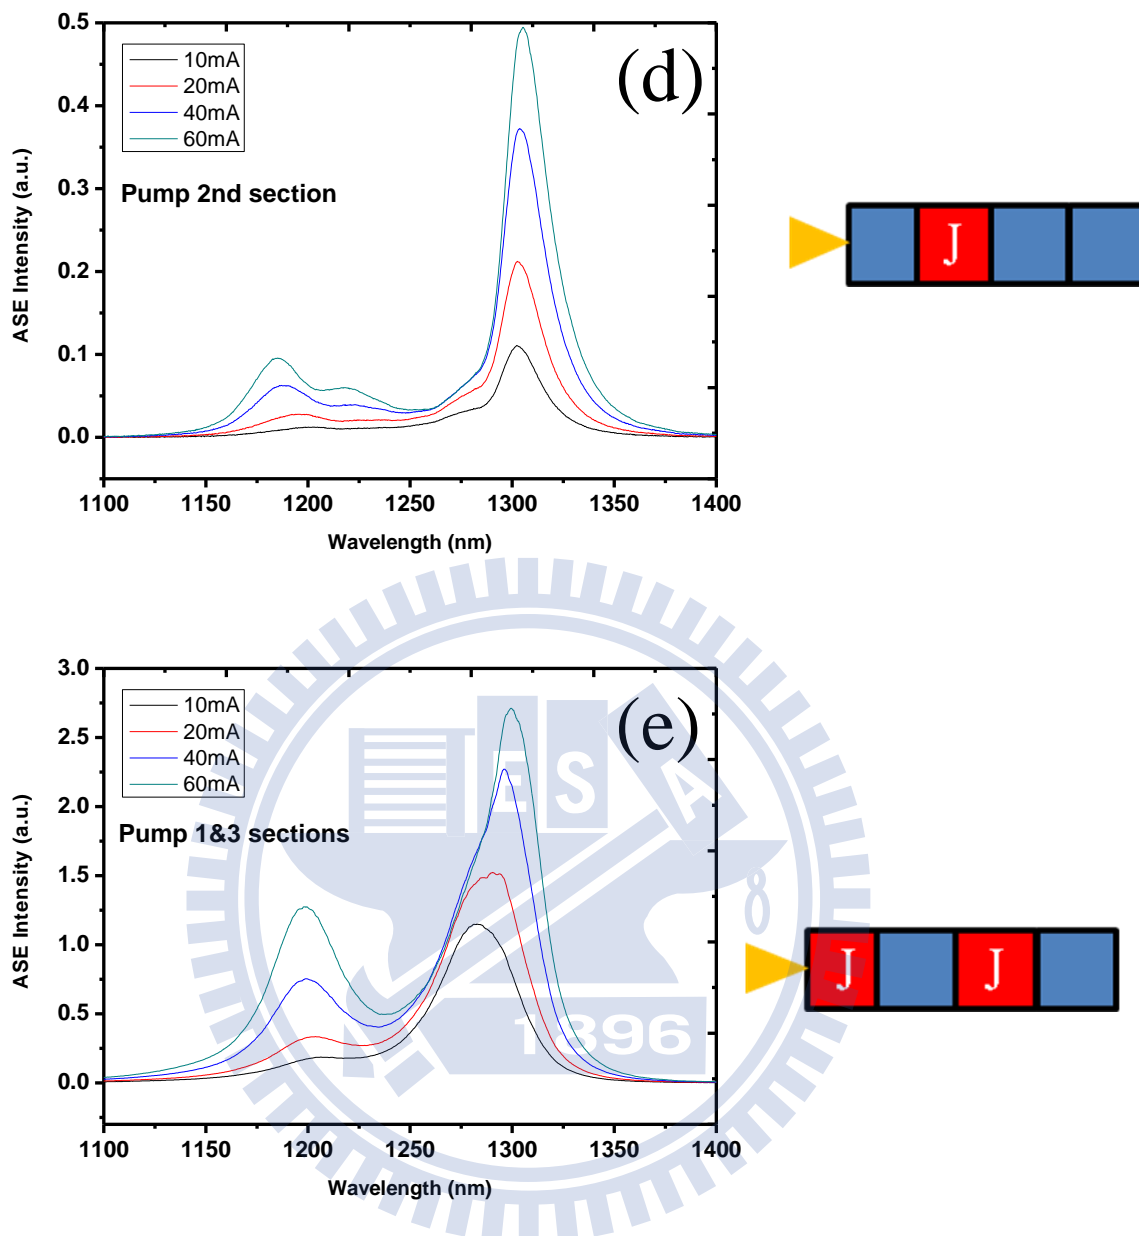 0.5
0.4
0.3
0.2
0.1
0.0
ASE Intensity (a.u.)
10mA
20mA
40mA
60mA
(d)
Pump 2nd section
J
1100 1150 1200 1250 1300 1350 1400
Wavelength (nm)
3.0
2.5
2.0
1.5
1.0
0.5
0.0
ASE Intensity (a.u.)
10mA
20mA
40mA
60mA
(e)
Pump 1&3 sections
E S A
8
J J
1896
1100 1150 1200 1250 1300 1350 1400
Wavelength (nm)